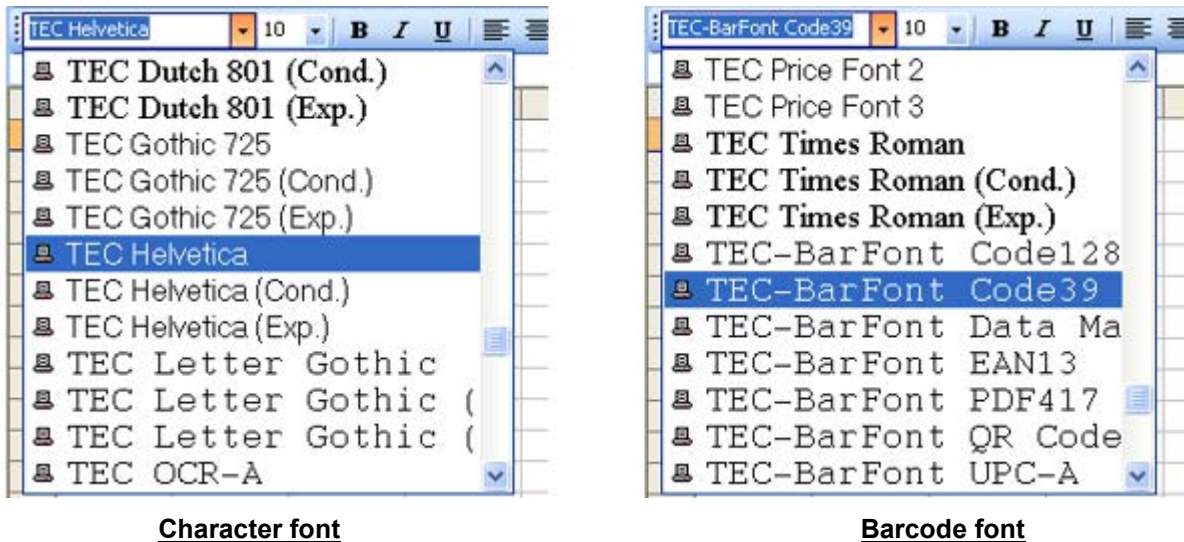 TEC Helvetica 10 B I U
TEC Dutch 801 (Cond.)
TEC Dutch 801 (Exp.)
TEC Gothic 725
TEC Gothic 725 (Cond.)
TEC Gothic 725 (Exp.)
TEC Helvetica
TEC Helvetica (Cond.)
TEC Helvetica (Exp.)
TEC Letter Gothic
TEC Letter Gothic (
TEC Letter Gothic (
TEC OCR-A
Character font
TEC-BarFont Code39 10 B I U
TEC Price Font 2
TEC Price Font 3
TEC Times Roman
TEC Times Roman (Cond.)
TEC Times Roman (Exp.)
TEC-BarFont Code128
TEC-BarFont Code39
TEC-BarFont Data Ma
TEC-BarFont EAN13
TEC-BarFont PDF417
TEC-BarFont QR Code
TEC-BarFont UPC-A
Barcode font